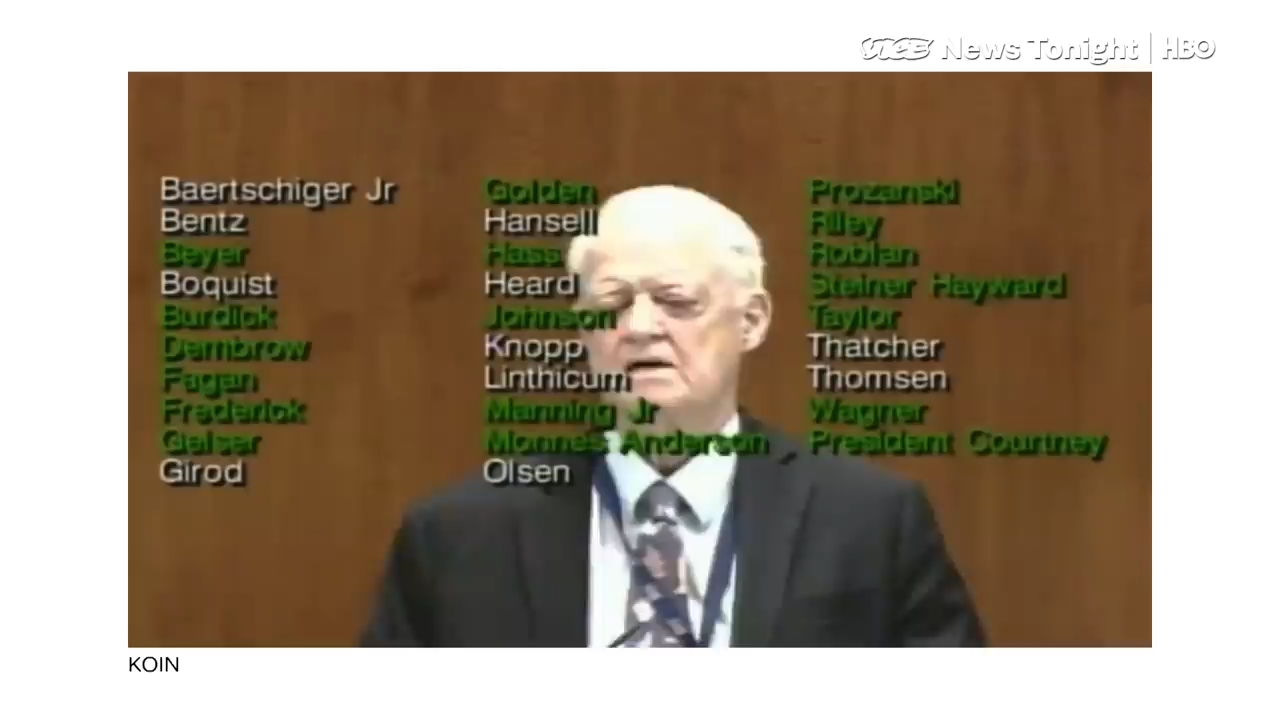 VICE News Tonight | HBO
Baertschiger Jr
Bentz
Beyer
Boquist
Burdick
Dembrow
Fagan
Frederick
Gelser
Girod
Golden
Hansell
Hass
Heard
Johnson
Knopp
Linthicum
Manning Jr
Monnes Anderson
Olsen
Prozanski
Riley
Roblan
Steiner Hayward
Taylor
Thatcher
Thomsen
Wagner
President Courtney
KOIN